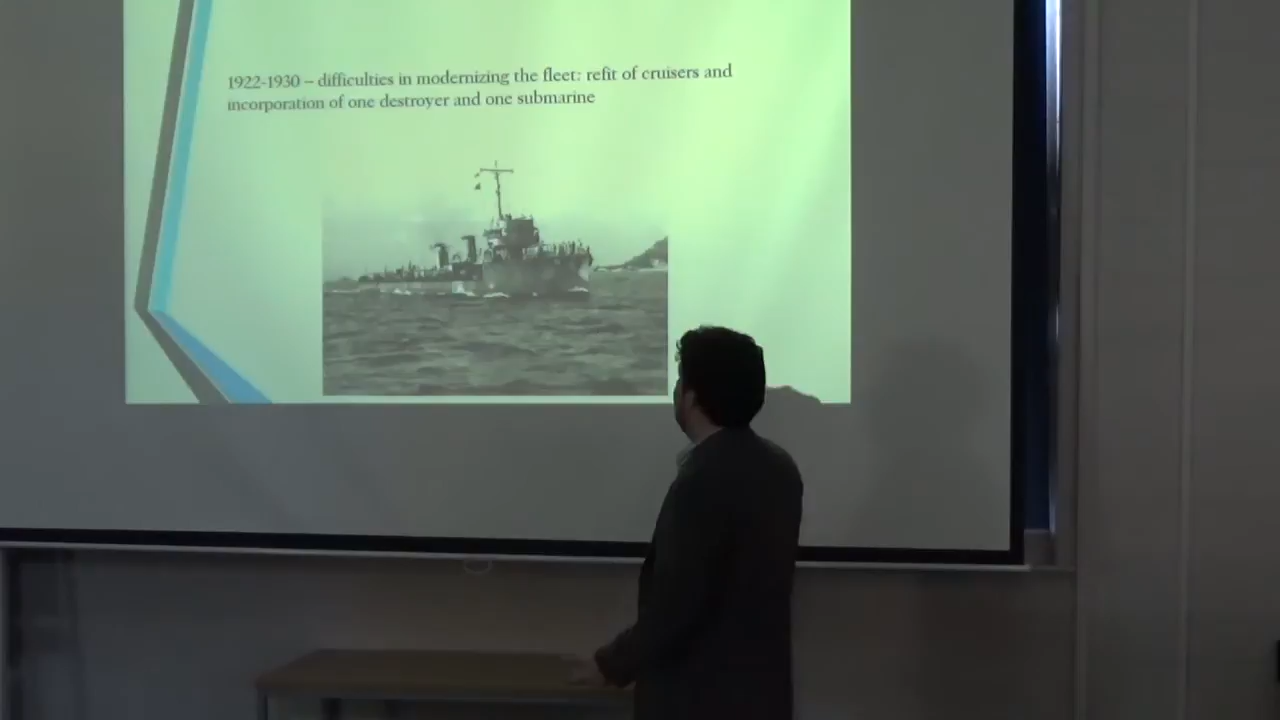 1922-1930 – difficulties in modernizing the fleet: refit of cruisers and
incorporation of one destroyer and one submarine